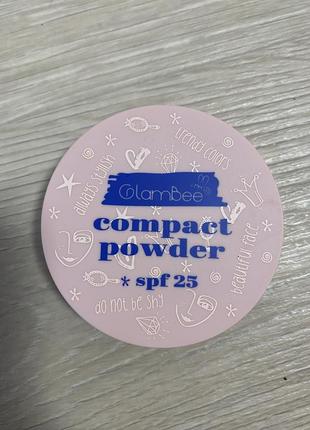 always stylish
trendy colors
GlamBee
compact
powder
* spf 25
beautiful face
do not be shy